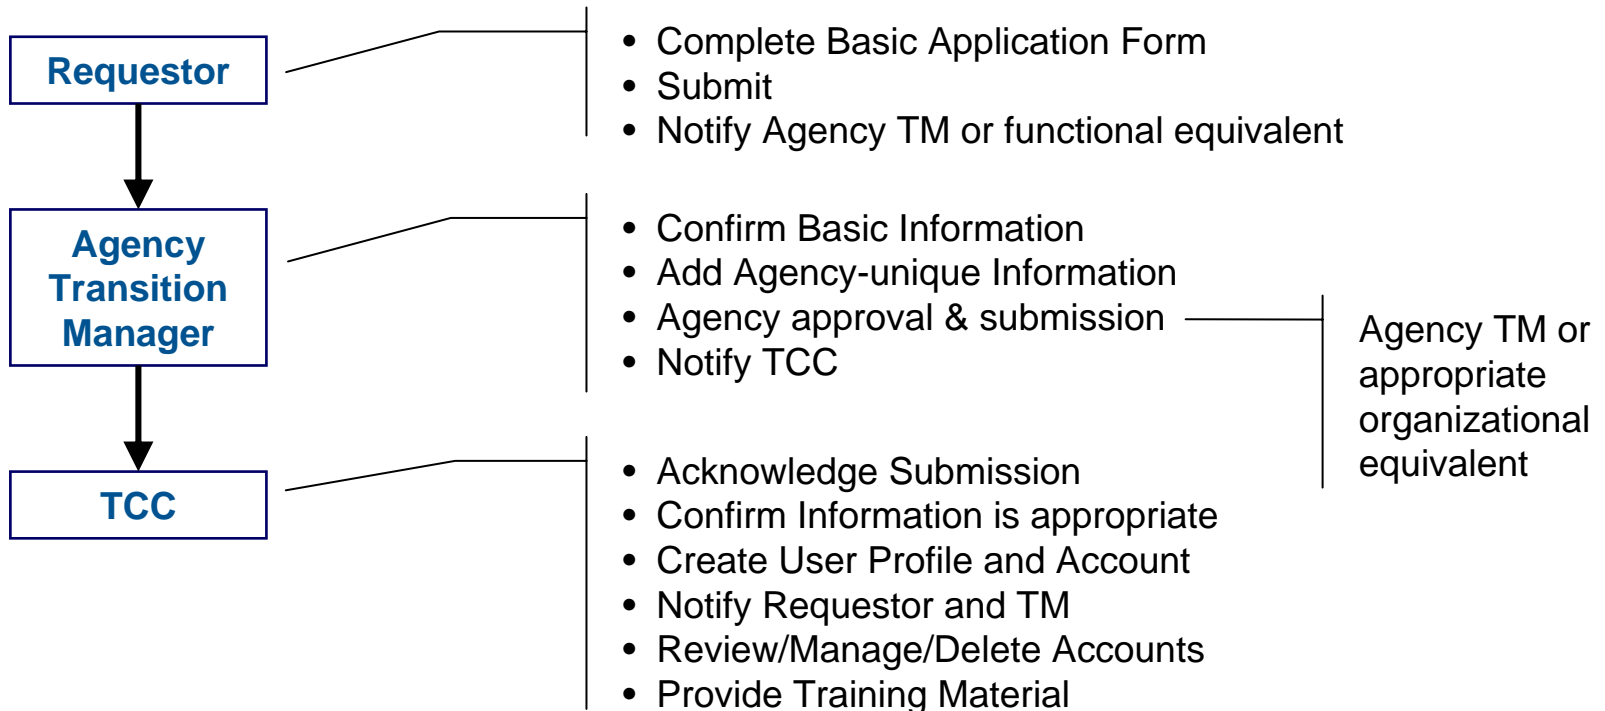 Requestor
• Complete Basic Application Form
• Submit
• Notify Agency TM or functional equivalent
Agency
Transition
Manager
• Confirm Basic Information
• Add Agency-unique Information
• Agency approval & submission
• Notify TCC
Agency TM or
appropriate
organizational
equivalent
TCC
• Acknowledge Submission
• Confirm Information is appropriate
• Create User Profile and Account
• Notify Requestor and TM
• Review/Manage/Delete Accounts
• Provide Training Material